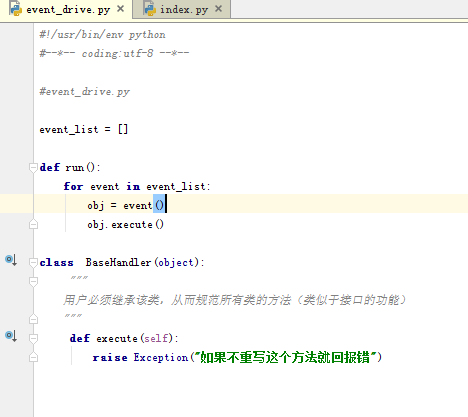 event_drive.py index.py
#!/usr/bin/env python
#--*-- coding:utf-8 --*--
#event_drive.py
event_list = []
def run():
for event in event_list:
obj = event()
obj.execute()
class BaseHandler(object):
"""
用户必须继承该类，从而规范所有类的方法（类似于接口的功能）
"""
def execute(self):
raise Exception("如果不重写这个方法就回报错")